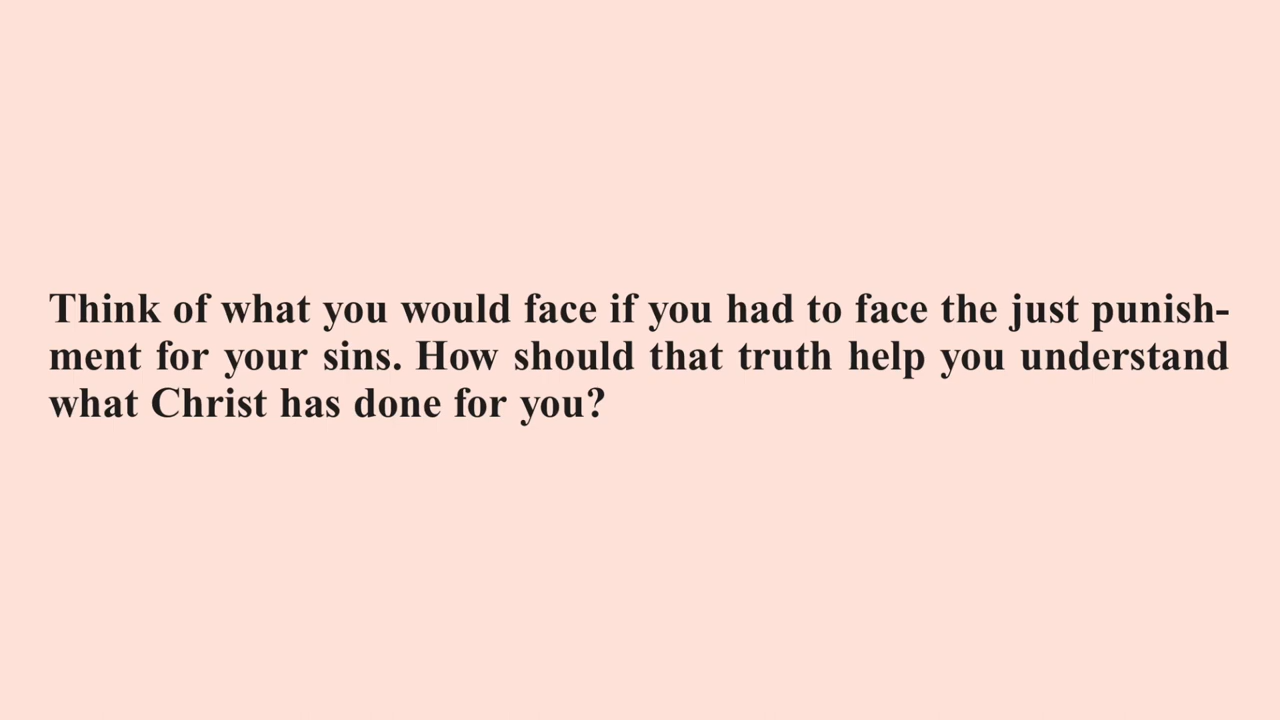 Think of what you would face if you had to face the just punish-
ment for your sins. How should that truth help you understand
what Christ has done for you?